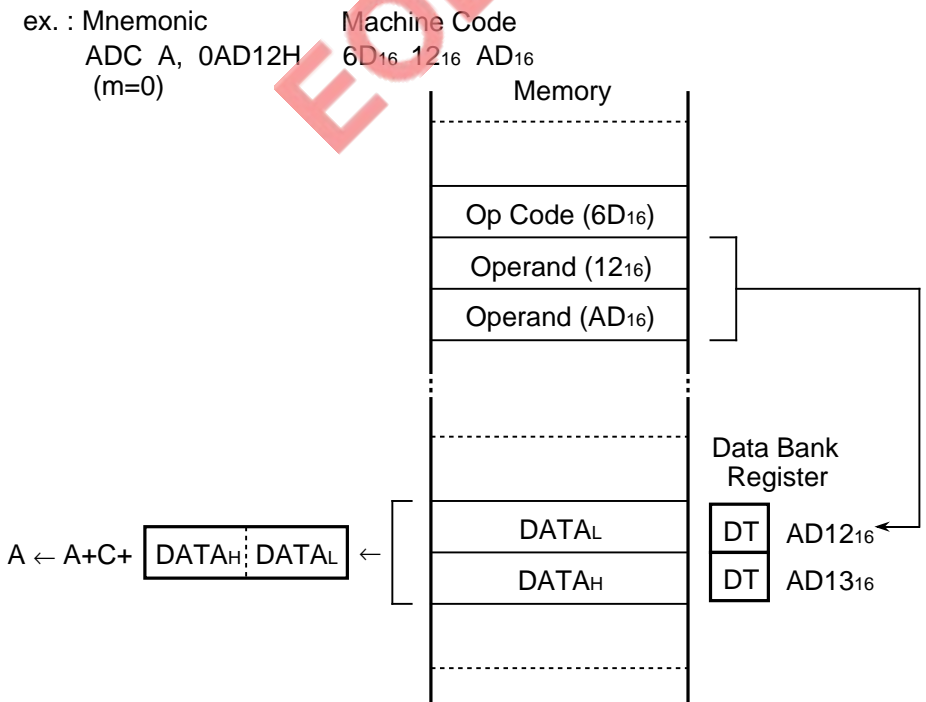 ex. : Mnemonic Machine Code
ADC A, 0AD12H 6D₁₆ 12₁₆ AD₁₆
(m=0)
Memory
Op Code (6D₁₆)
Operand (12₁₆)
Operand (AD₁₆)
Data Bank
Register
DATAL DT AD12₁₆
A ← A+C+ DATAH DATAL ←
DATAH DT AD13₁₆